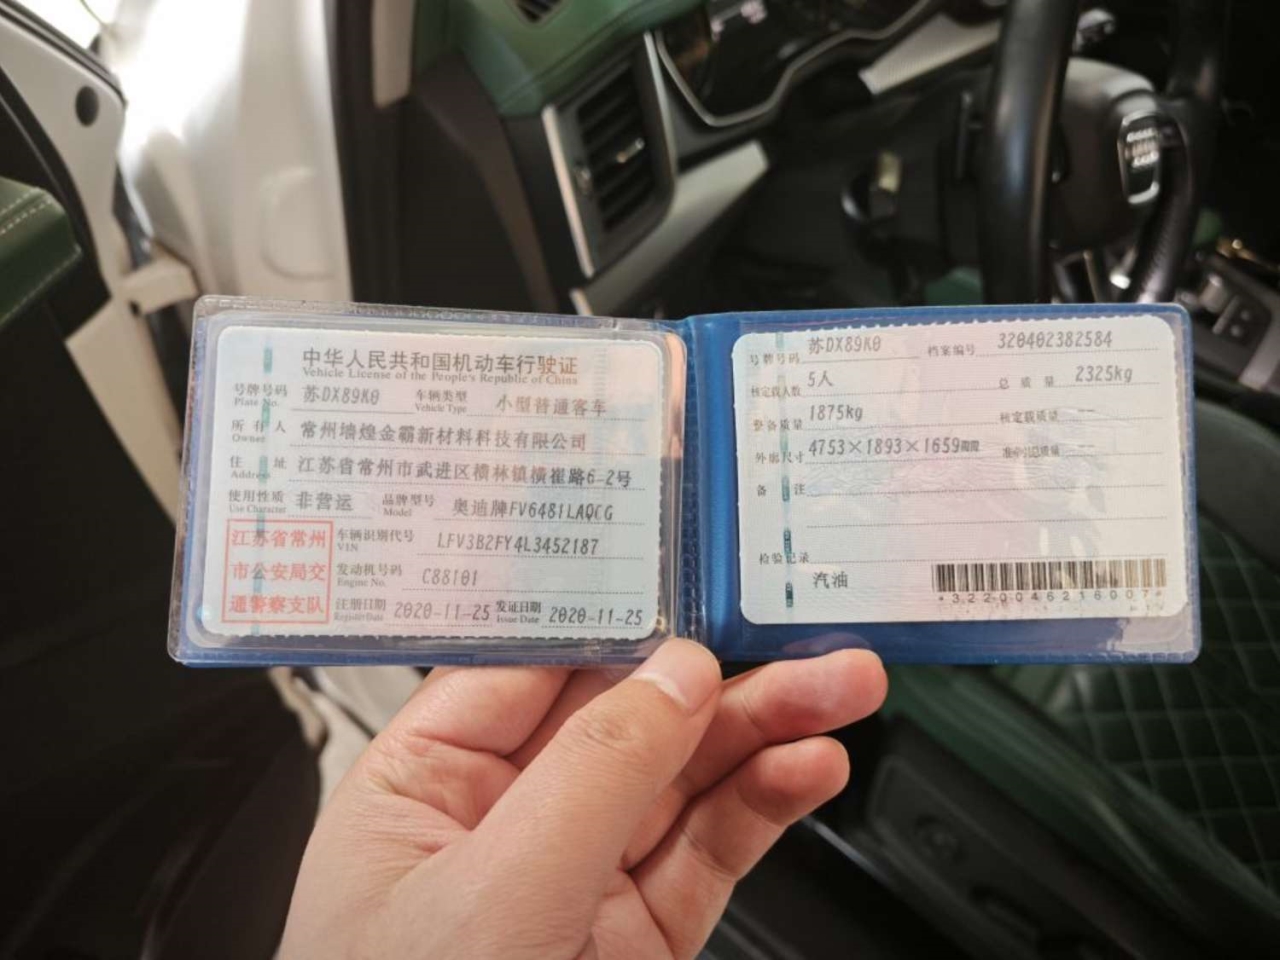 中华人民共和国机动车行驶证
Vehicle License of the People's Republic of China
号牌号码 苏DX89K0 车辆类型 小型普通客车
Plate No. Vehicle Type
所有人 常州墙煌金霸新材料科技有限公司
Owner
住址 江苏省常州市武进区横林镇横崔路6-2号
Address
使用性质 非营运 品牌型号 奥迪牌FV6481LAQCG
Use Character Model
江苏省常州
市公安局交
通警察支队
车辆识别代号 LFV3B2FY4L3452187
VIN
发动机号码 C88101
Engine No.
注册日期 2020-11-25 发证日期 2020-11-25
Register Date Issue Date
号牌号码 苏DX89K0 档案编号 320402382584
核定载人数 5人 总质量 2325kg
整备质量 1875kg 核定载质量 --
外廓尺寸 4753×1893×1659 准牵引总质量 --
备注
检验记录
汽油
*3220046216007*